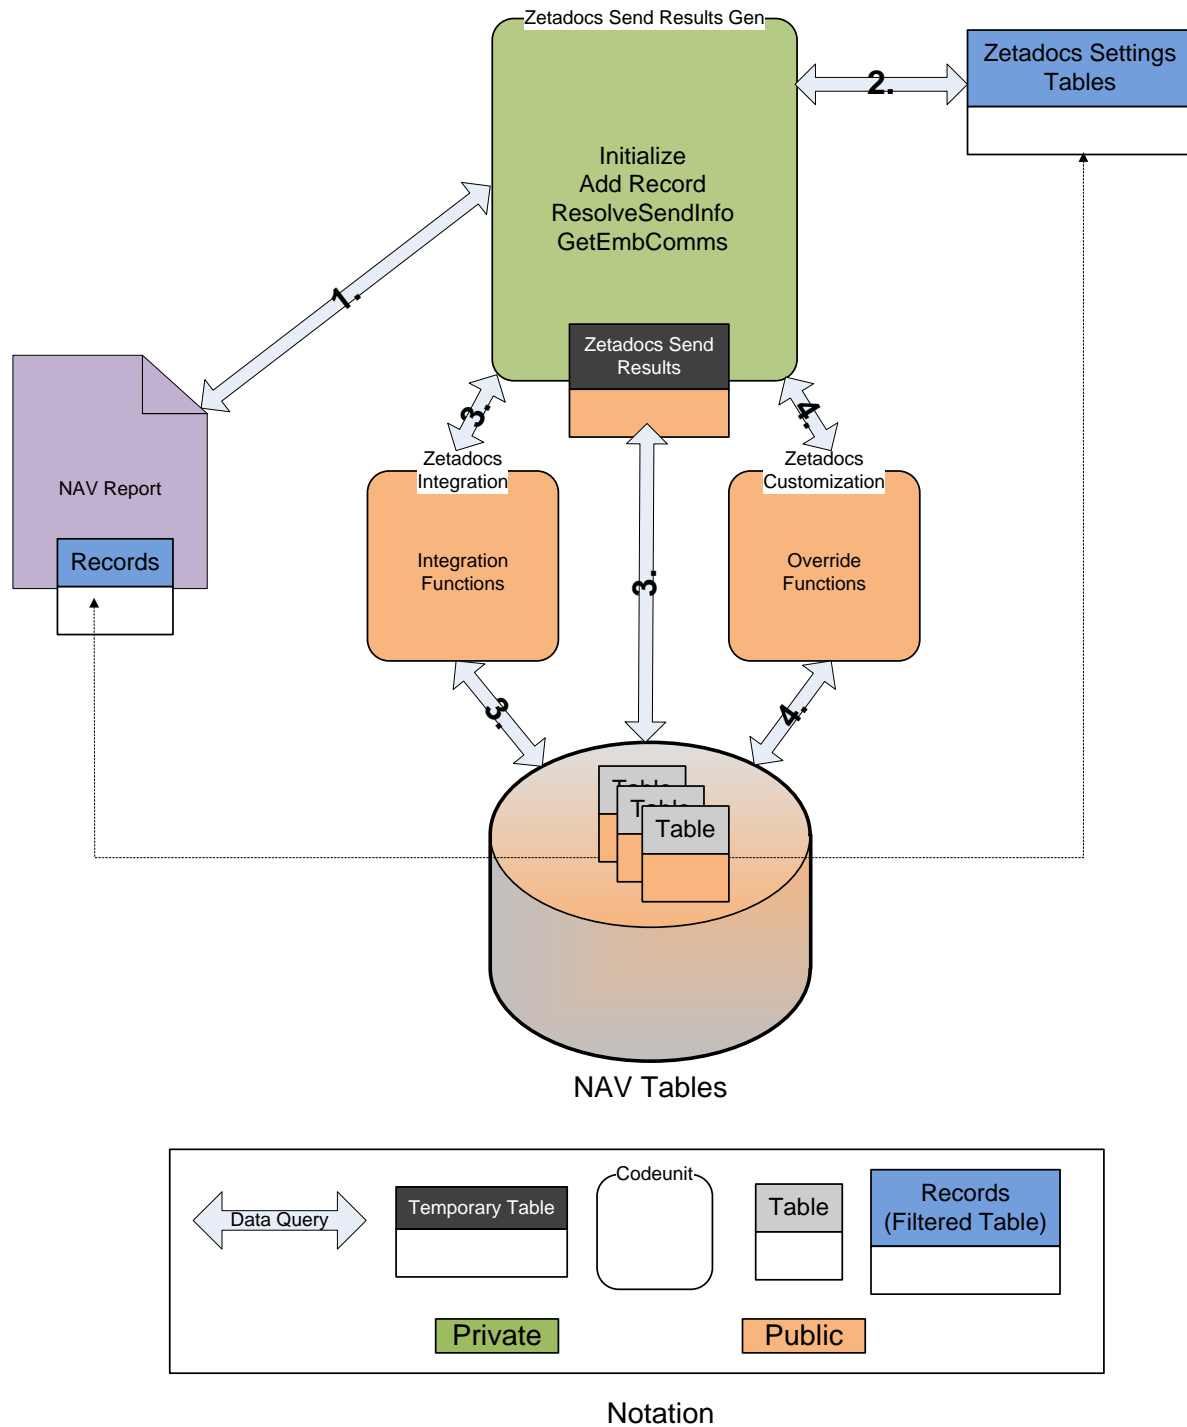 Zetadocs Send Results Gen
Zetadocs Settings
Tables
2.
Initialize
Add Record
ResolveSendInfo
GetEmbComms
1.
Zetadocs Send
Results
3.
4.
Zetadocs
Integration
Zetadocs
Customization
NAV Report
Records
Integration
Functions
3.
Override
Functions
3.
4.
Table
Table
Table
NAV Tables
Codeunit
Data Query
Temporary Table
Table
Records
(Filtered Table)
Private
Public
Notation